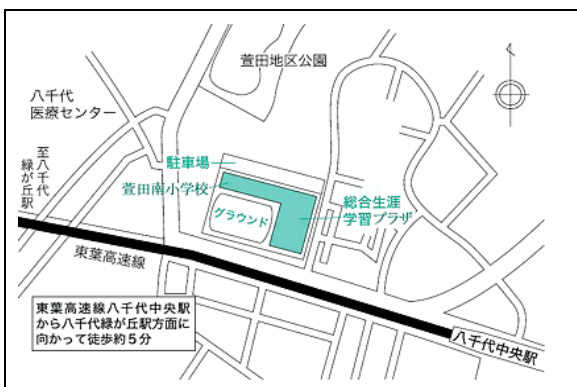 萱田地区公園
八千代
医療センター
至八千代
緑が丘駅
駐車場
萱田南小学校
グラウンド
総合生涯
学習プラザ
東葉高速線
八千代中央駅
東葉高速線八千代中央駅
から八千代緑が丘駅方面に
向かって徒歩約５分